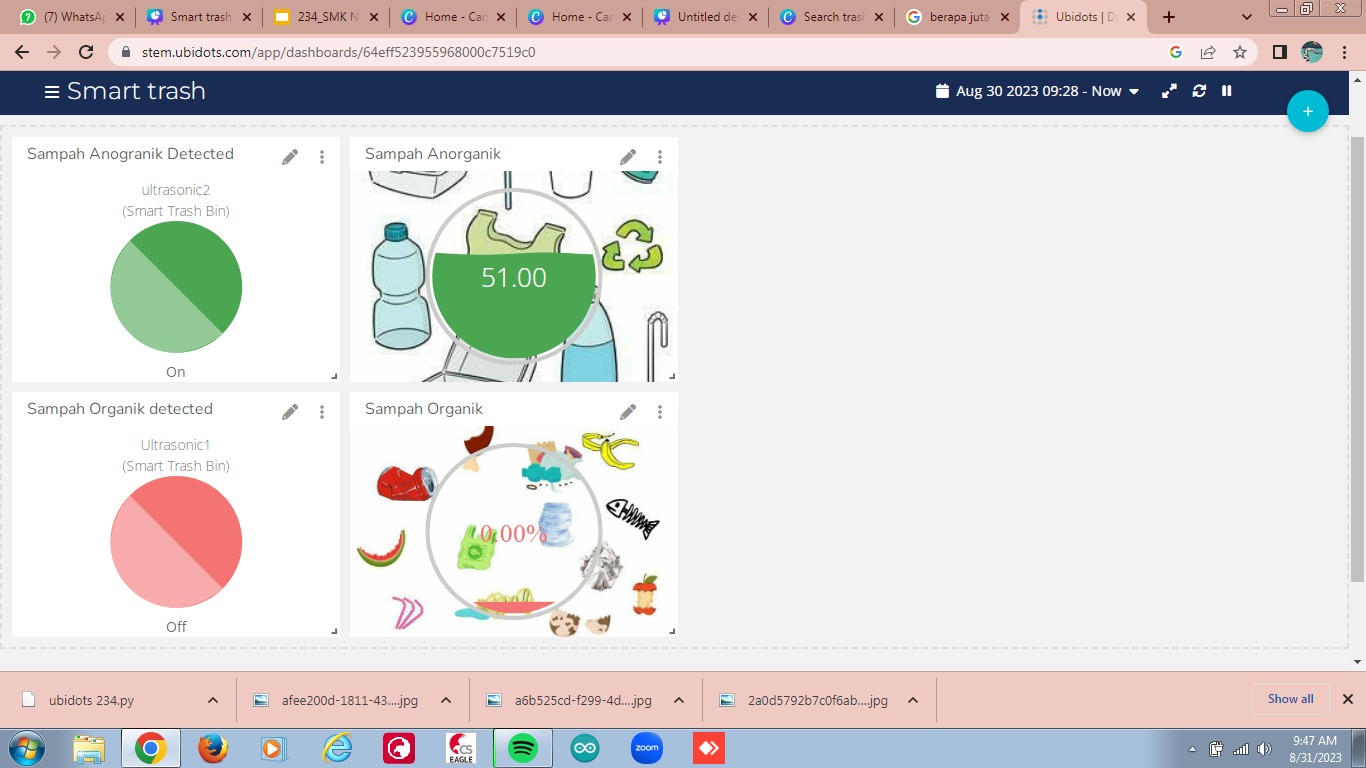 (7) WhatsAp
Smart trash
234_SMK N
Home - Can
Home - Car
Untitled de
Search tras
berapa juta
Ubidots | D
stem.ubidots.com/app/dashboards/64eff523955968000c7519c0
Smart trash
Aug 30 2023 09:28 - Now
+
Sampah Anogranik Detected
ultrasonic2
(Smart Trash Bin)
On
Sampah Anorganik
51.00
Sampah Organik detected
Ultrasonic1
(Smart Trash Bin)
Off
Sampah Organik
0.00%
ubidots 234.py
afee200d-1811-43....jpg
a6b525cd-f299-4d....jpg
2a0d5792b7c0f6ab....jpg
Show all
CS
EAGLE
zoom
9:47 AM
8/31/2023